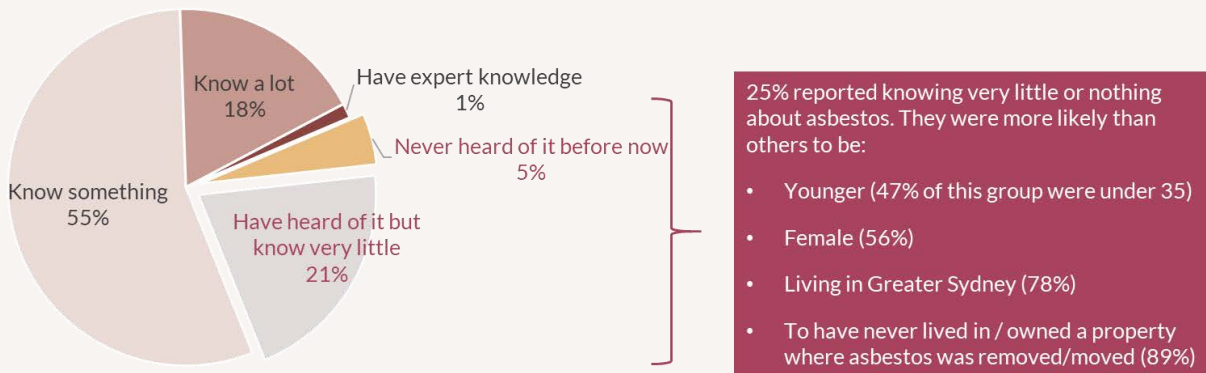 Know a lot
18%
Have expert knowledge
1%
Never heard of it before now
5%
Know something
55%
Have heard of it but
know very little
21%
25% reported knowing very little or nothing
about asbestos. They were more likely than
others to be:
• Younger (47% of this group were under 35)
• Female (56%)
• Living in Greater Sydney (78%)
• To have never lived in / owned a property
where asbestos was removed/moved (89%)